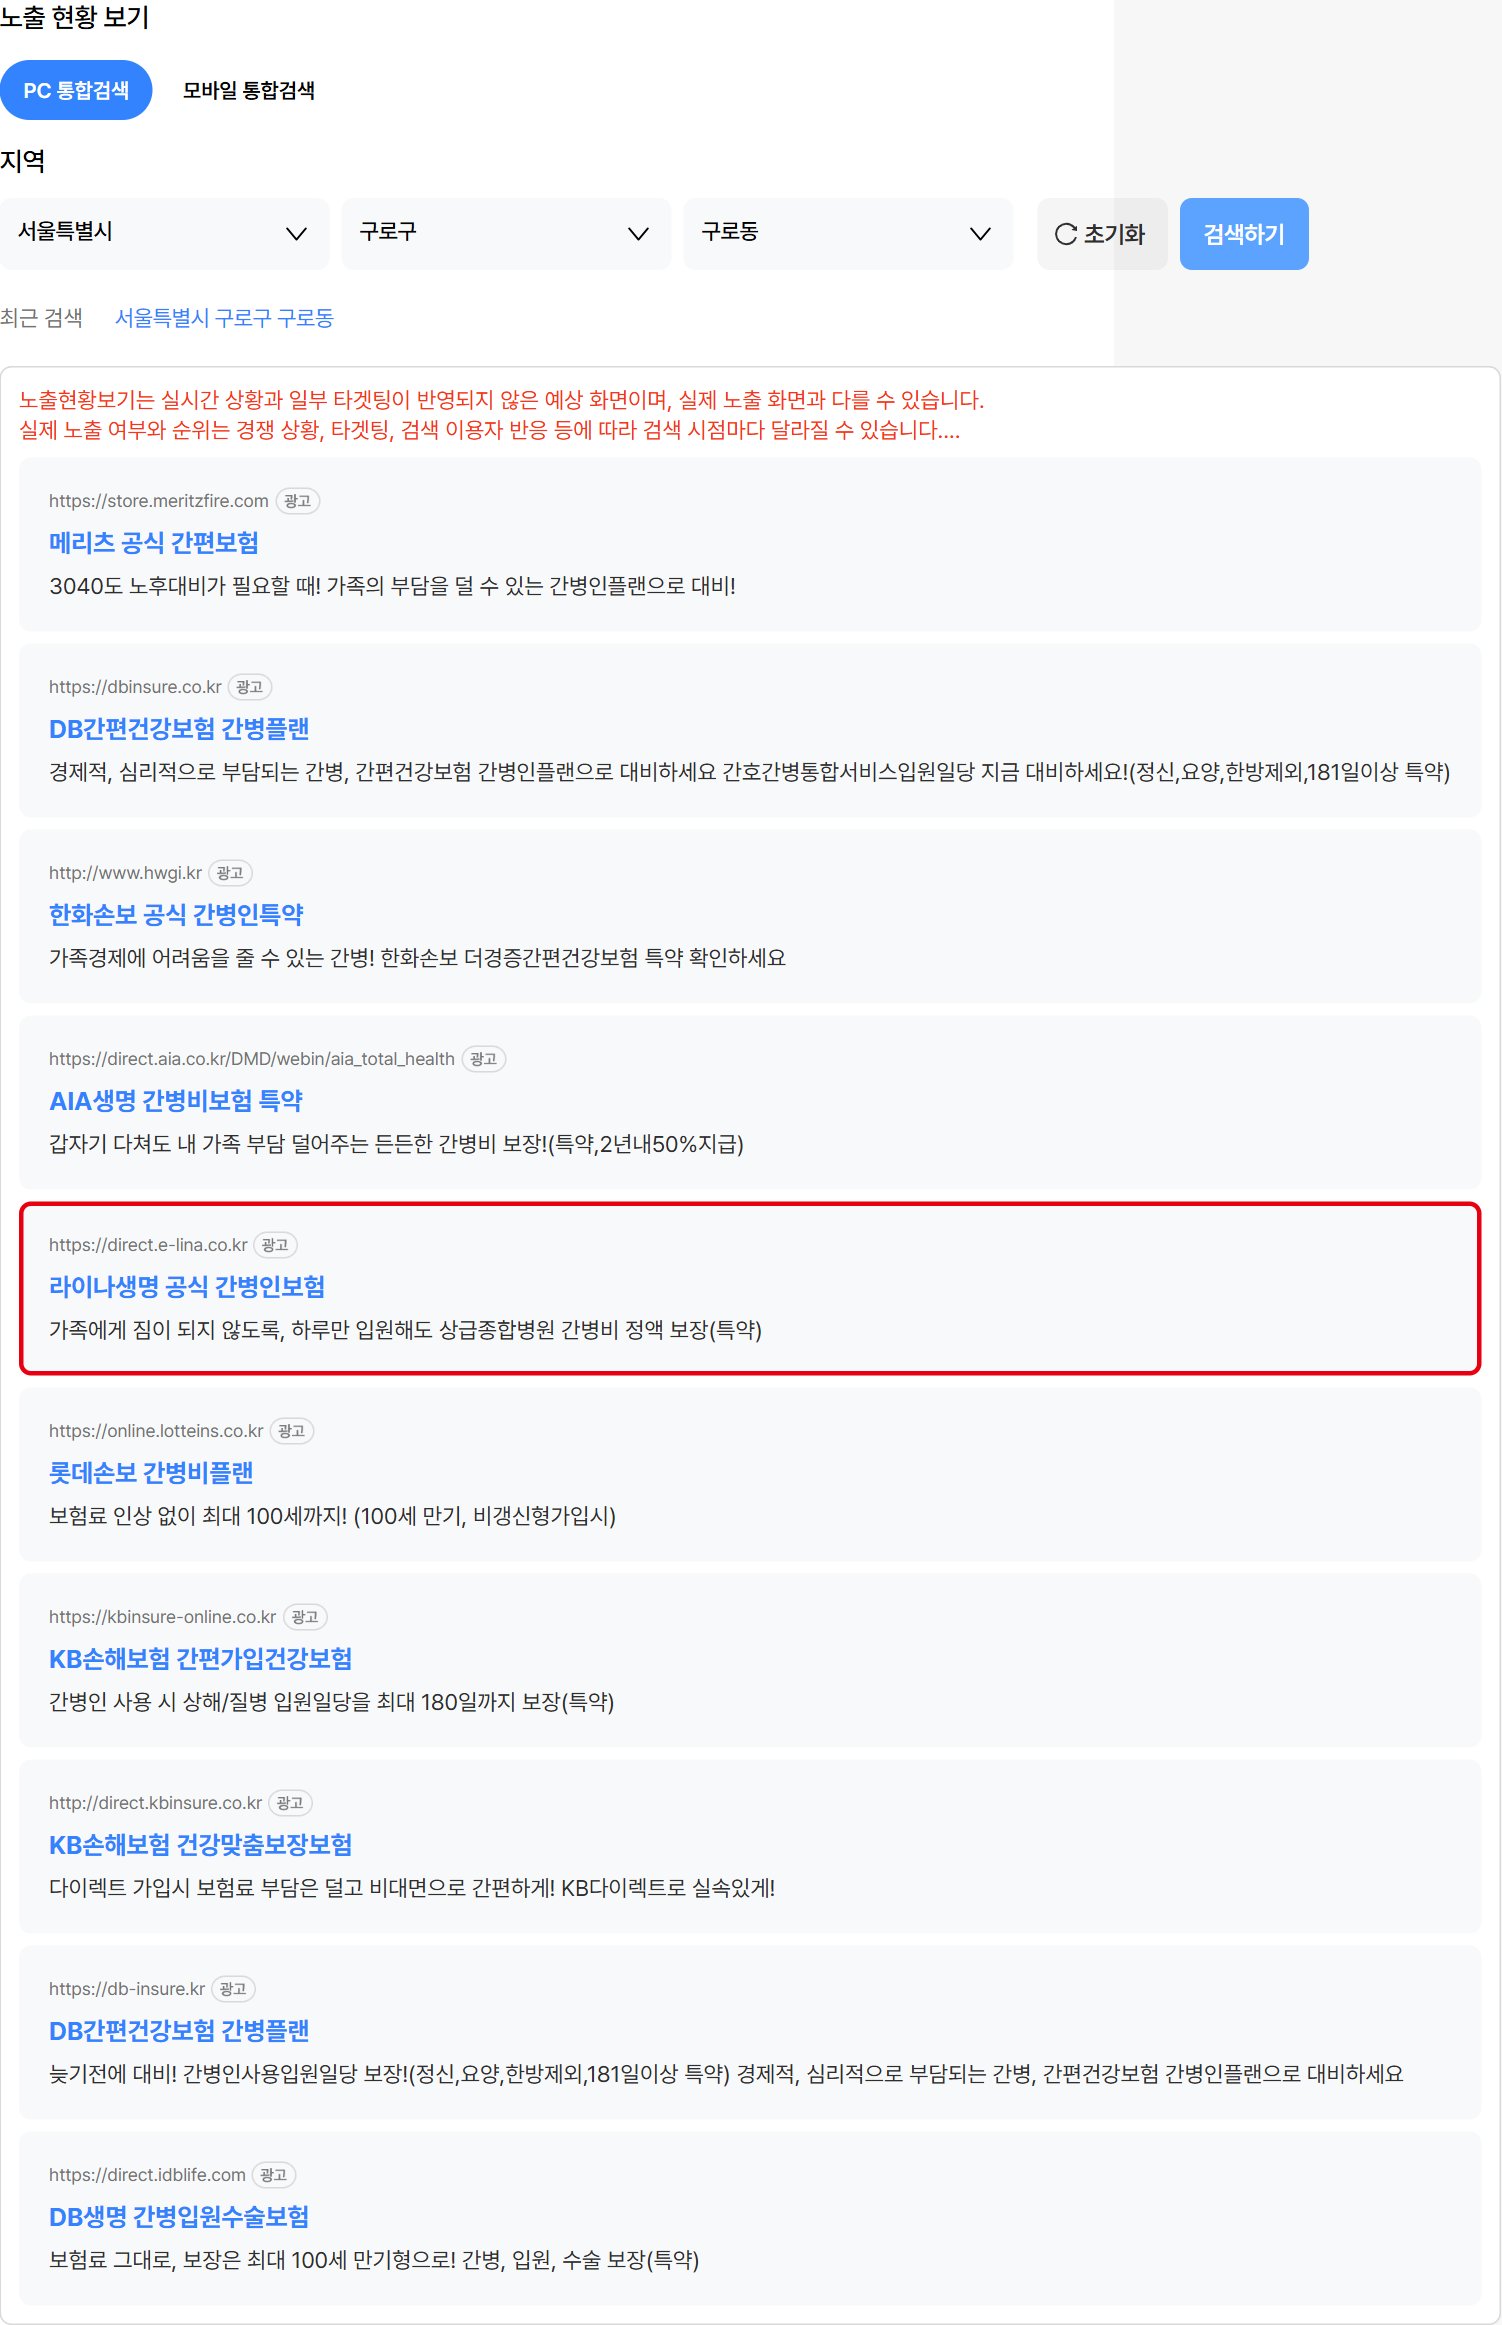 노출 현황 보기
PC 통합검색 모바일 통합검색
지역
서울특별시 구로구 구로동 초기화 검색하기
최근 검색 서울특별시 구로구 구로동
노출현황보기는 실시간 상황과 일부 타겟팅이 반영되지 않은 예상 화면이며, 실제 노출 화면과 다를 수 있습니다.
실제 노출 여부와 순위는 경쟁 상황, 타겟팅, 검색 이용자 반응 등에 따라 검색 시점마다 달라질 수 있습니다....
https://store.meritzfire.com 광고
메리츠 공식 간편보험
3040도 노후대비가 필요할 때! 가족의 부담을 덜 수 있는 간병인플랜으로 대비!
https://dbinsure.co.kr 광고
DB간편건강보험 간병플랜
경제적, 심리적으로 부담되는 간병, 간편건강보험 간병인플랜으로 대비하세요 간호간병통합서비스입원일당 지금 대비하세요!(정신,요양,한방제외,181일이상 특약)
http://www.hwgi.kr 광고
한화손보 공식 간병인특약
가족경제에 어려움을 줄 수 있는 간병! 한화손보 더경증간편건강보험 특약 확인하세요
https://direct.aia.co.kr/DMD/webin/aia_total_health 광고
AIA생명 간병비보험 특약
갑자기 다쳐도 내 가족 부담 덜어주는 든든한 간병비 보장!(특약,2년내50%지급)
https://direct.e-lina.co.kr 광고
라이나생명 공식 간병인보험
가족에게 짐이 되지 않도록, 하루만 입원해도 상급종합병원 간병비 정액 보장(특약)
https://online.lotteins.co.kr 광고
롯데손보 간병비플랜
보험료 인상 없이 최대 100세까지! (100세 만기, 비갱신형가입시)
https://kbinsure-online.co.kr 광고
KB손해보험 간편가입건강보험
간병인 사용 시 상해/질병 입원일당을 최대 180일까지 보장(특약)
http://direct.kbinsure.co.kr 광고
KB손해보험 건강맞춤보장보험
다이렉트 가입시 보험료 부담은 덜고 비대면으로 간편하게! KB다이렉트로 실속있게!
https://db-insure.kr 광고
DB간편건강보험 간병플랜
늦기전에 대비! 간병인사용입원일당 보장!(정신,요양,한방제외,181일이상 특약) 경제적, 심리적으로 부담되는 간병, 간편건강보험 간병인플랜으로 대비하세요
https://direct.idblife.com 광고
DB생명 간병입원수술보험
보험료 그대로, 보장은 최대 100세 만기형으로! 간병, 입원, 수술 보장(특약)